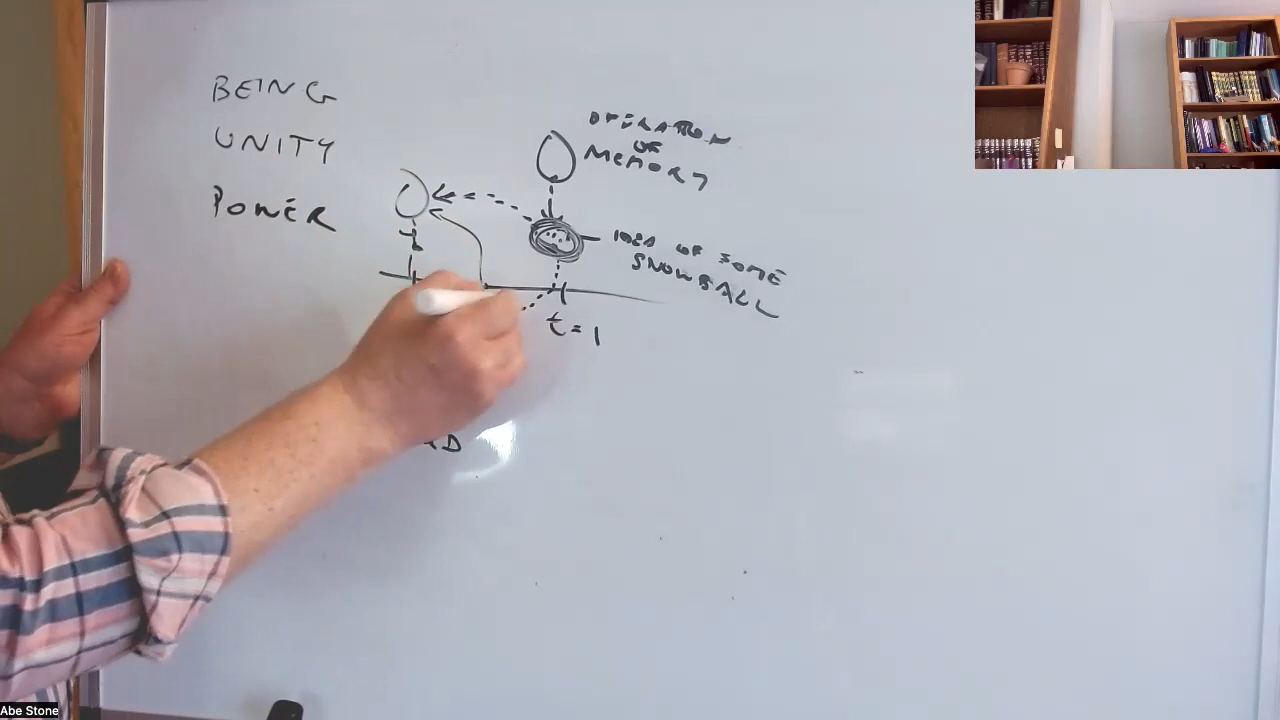 BEING
UNITY
POWER
OPERATION
OF
MEMORY
IDEA OF SOME
SNOWBALL
t = 1
Abe Stone